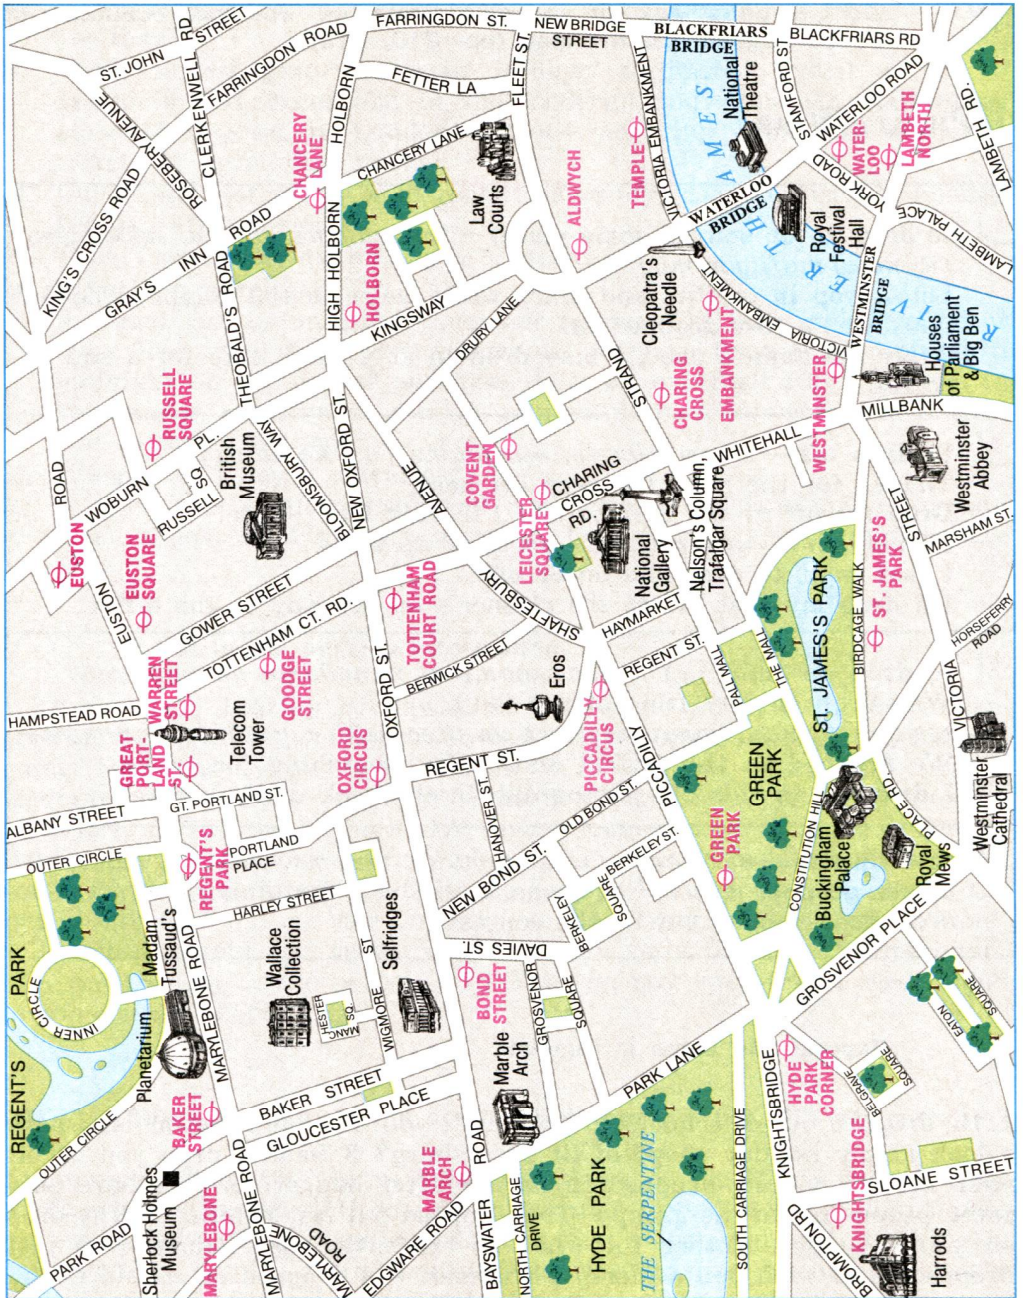 FARRINGDON ST.
NEW BRIDGE
STREET
BLACKFRIARS
BRIDGE
BLACKFRIARS RD
ST. JOHN
STREET
CLERKENWELL RD
FARRINGDON ROAD
HOLBORN
FETTER LA
FLEET ST.
VICTORIA EMBANKMENT
National
Theatre
STAMFORD ST.
WATERLOO ROAD
LAMBETH RD.
ROSEBERY AVENUE
KING'S CROSS ROAD
CHANCERY
LANE
CHANCERY LANE
Law
Courts
TEMPLE
ALDWYCH
WATERLOO
BRIDGE
RIVER THAMES
Royal
Festival
Hall
YORK ROAD
WATER-
LOO
LAMBETH
NORTH
LAMBETH PALACE
GRAY'S INN ROAD
THEOBALD'S ROAD
HIGH HOLBORN
HOLBORN
KINGSWAY
DRURY LANE
Cleopatra's
Needle
VICTORIA EMBANKMENT
WESTMINSTER
BRIDGE
Houses
of Parliament
& Big Ben
RUSSELL
SQUARE
STRAND
CHARING
CROSS
EMBANKMENT
WESTMINSTER
MILLBANK
EUSTON ROAD
WOBURN PL.
RUSSELL SQ.
British
Museum
BLOOMSBURY WAY
NEW OXFORD ST.
SHAFTESBURY AVENUE
COVENT
GARDEN
LEICESTER
SQUARE
CHARING
CROSS
RD.
WHITEHALL
Westminster
Abbey
EUSTON
EUSTON
SQUARE
GOWER STREET
TOTTENHAM CT. RD.
TOTTENHAM
COURT ROAD
National
Gallery
Nelson's Column,
Trafalgar Square
VICTORIA STREET
MARSHAM ST.
ST. JAMES'S
PARK
HORSEFERRY
ROAD
HAMPSTEAD ROAD
WARREN
STREET
GOODGE
STREET
OXFORD ST.
BERWICK STREET
HAYMARKET
REGENT ST.
PALL MALL
THE MALL
ST. JAMES'S PARK
BIRDCAGE WALK
GREAT
PORT-
LAND
ST.
Telecom
Tower
OXFORD
CIRCUS
REGENT ST.
Eros
PICCADILLY
CIRCUS
PICCADILLY
GREEN
PARK
ALBANY STREET
GT. PORTLAND ST.
PORTLAND
PLACE
REGENT'S
PARK
HANOVER ST.
OLD BOND ST.
NEW BOND ST.
BERKELEY ST.
BERKELEY
SQUARE
GREEN
PARK
CONSTITUTION HILL
Buckingham
Palace
PALACE RD.
Royal
Mews
Westminster
Cathedral
OUTER CIRCLE
HARLEY STREET
DAVIES ST.
GROSVENOR PLACE
REGENT'S PARK
INNER CIRCLE
Madam
Tussaud's
Planetarium
MARYLEBONE ROAD
Wallace
Collection
MANC
HESTER
SQ.
WIGMORE ST.
Selfridges
BOND
STREET
GROSVENOR
SQUARE
EATON
SQUARE
BAKER
STREET
BAKER STREET
GLOUCESTER PLACE
Marble
Arch
PARK LANE
HYDE
PARK
CORNER
BELGRAVE
SQUARE
OUTER CIRCLE
PARK ROAD
Sherlock Holmes
Museum
MARYLEBONE
MARYLEBONE ROAD
MARYLEBONE
ROAD
EDGWARE ROAD
MARBLE
ARCH
BAYSWATER ROAD
NORTH CARRIAGE
DRIVE
HYDE PARK
THE SERPENTINE
SOUTH CARRIAGE DRIVE
KNIGHTSBRIDGE
KNIGHTSBRIDGE
SLOANE STREET
BROMPTON RD
Harrods